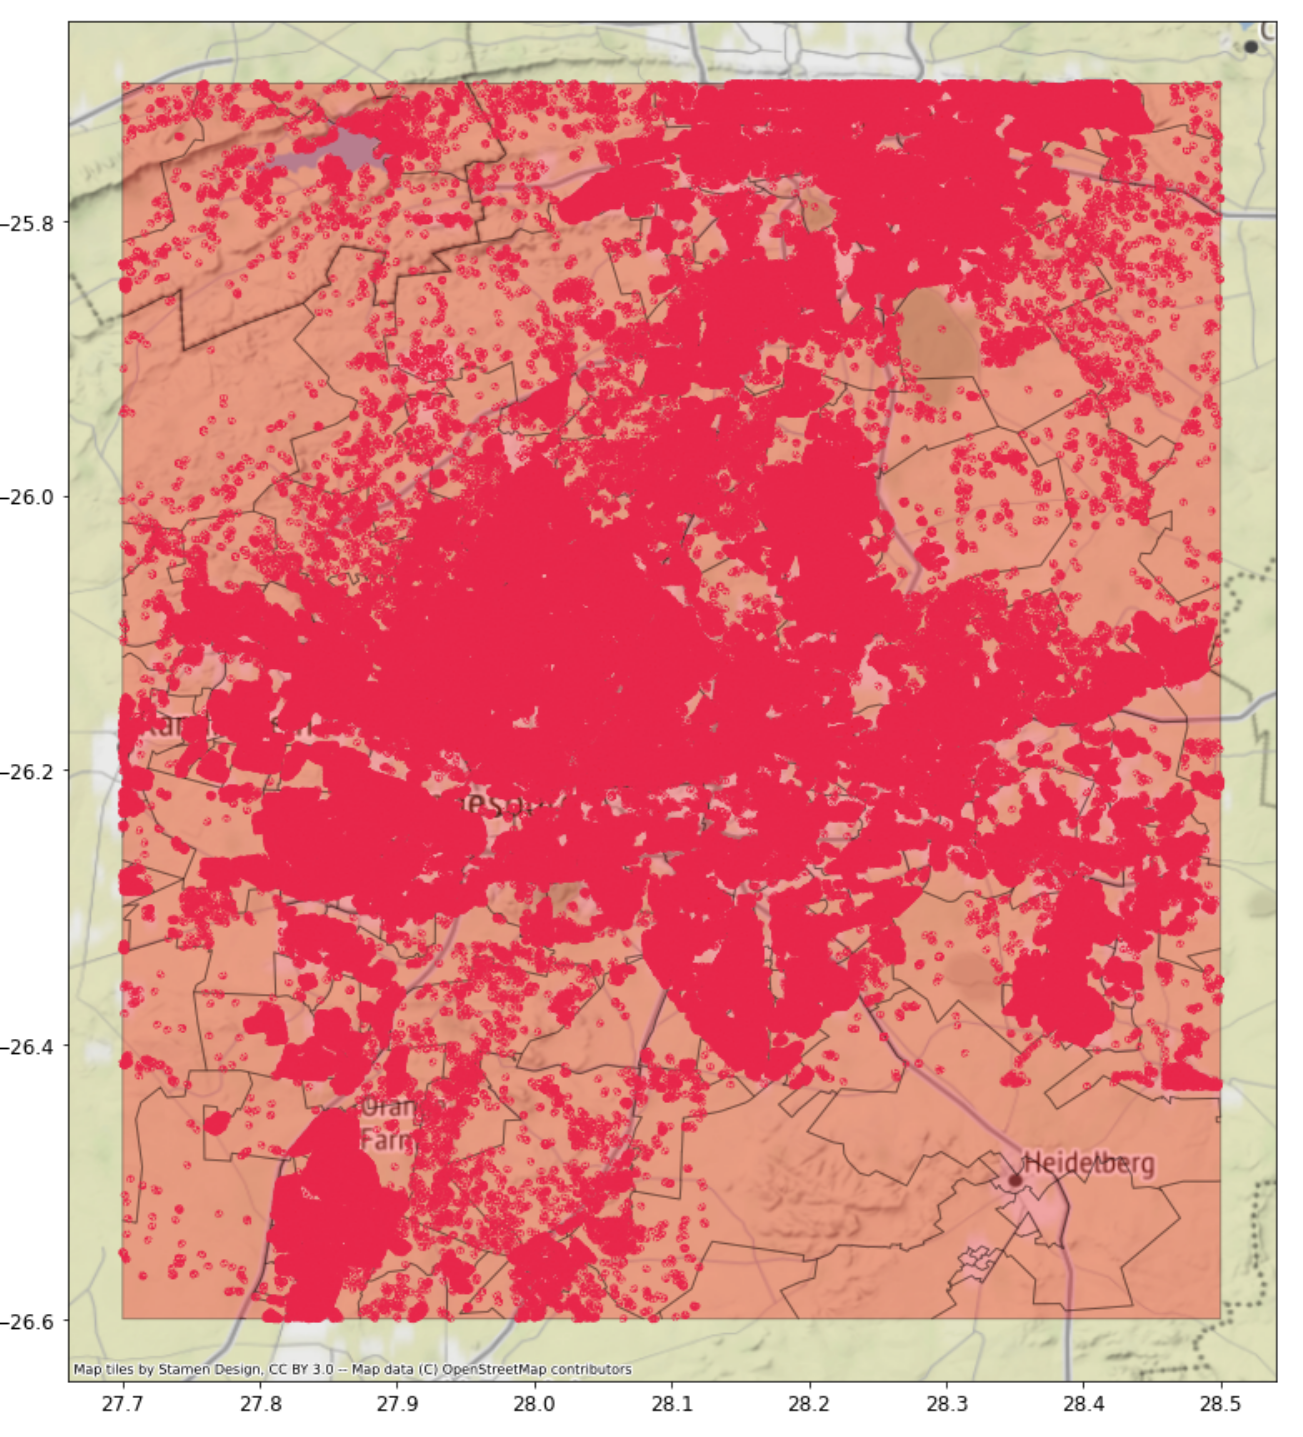 −25.8
−26.0
−26.2
−26.4
Oran
Farm
Heidelberg
−26.6
Map tiles by Stamen Design, CC BY 3.0 -- Map data (C) OpenStreetMap contributors
27.7 27.8 27.9 28.0 28.1 28.2 28.3 28.4 28.5